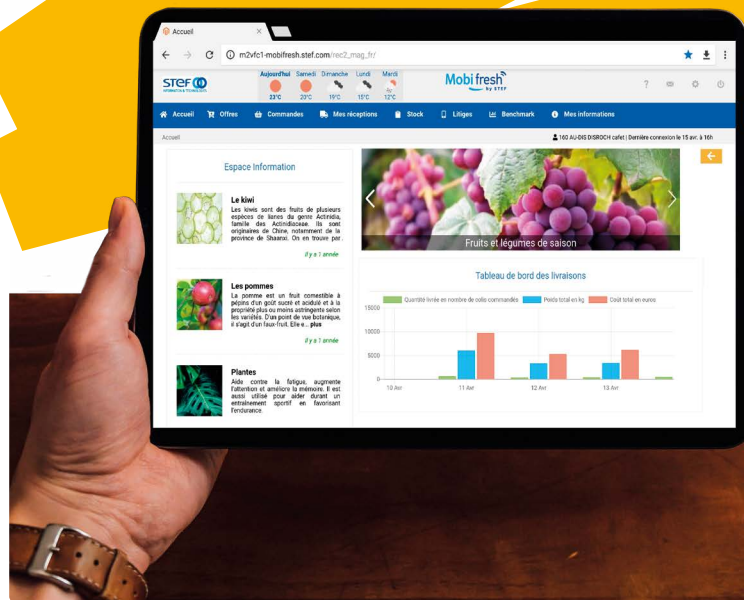 Accueil
m2vfc1-mobifresh.stef.com/rec2_mag_fr/
STEF
INFORMATIQUE & TECHNOLOGIES
Aujourd'hui Samedi Dimanche Lundi Mardi
23°C 20°C 19°C 15°C 12°C
Mobifresh
by STEF
?
Accueil Offres Commandes Mes réceptions Stock Litiges Benchmark Mes informations
Accueil
160 AU-DIS DISROCH cafet | Dernière connexion le 15 avr. à 16h
Espace Information
Le kiwi
Les kiwis sont des fruits de plusieurs
espèces de lianes du genre Actinidia,
famille des Actinidiaceae. Ils sont
originaires de Chine, notamment de la
province de Shaanxi. On en trouve par
il y a 1 année
Les pommes
La pomme est un fruit comestible à
pépins d'un goût sucré et acidulé et à la
propriété plus ou moins astringente selon
les variétés. D'un point de vue botanique,
il s'agit d'un faux-fruit. Elle e... plus
il y a 1 année
Plantes
Aide contre la fatigue, augmente
l'attention et améliore la mémoire. Il est
aussi utilisé pour aider durant un
entraînement sportif en favorisant
l'endurance
Fruits et légumes de saison
Tableau de bord des livraisons
Quantité livrée en nombre de colis commandés Poids total en kg Coût total en euros
15000
10000
5000
0
10 Avr 11 Avr 12 Avr 13 Avr